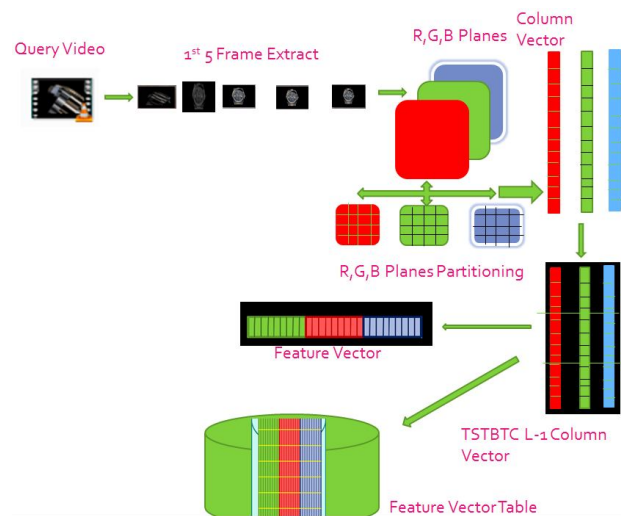 Query Video
1st 5 Frame Extract
R,G,B Planes
Column
Vector
R,G,B Planes Partitioning
Feature Vector
TSTBTC L-1 Column
Vector
Feature Vector Table